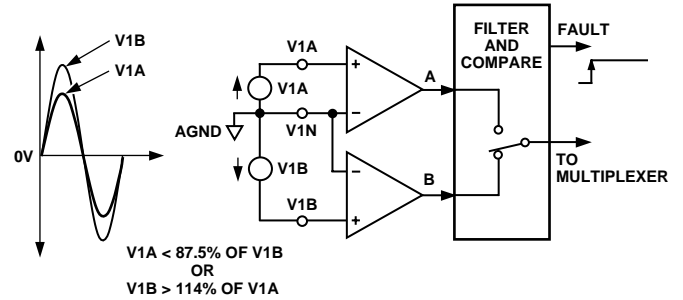 V1B
V1A
0V
V1A < 87.5% OF V1B
OR
V1B > 114% OF V1A
AGND
V1A
V1A
V1N
V1B
V1B
+
–
–
+
A
B
FILTER
AND
COMPARE
FAULT
TO
MULTIPLEXER